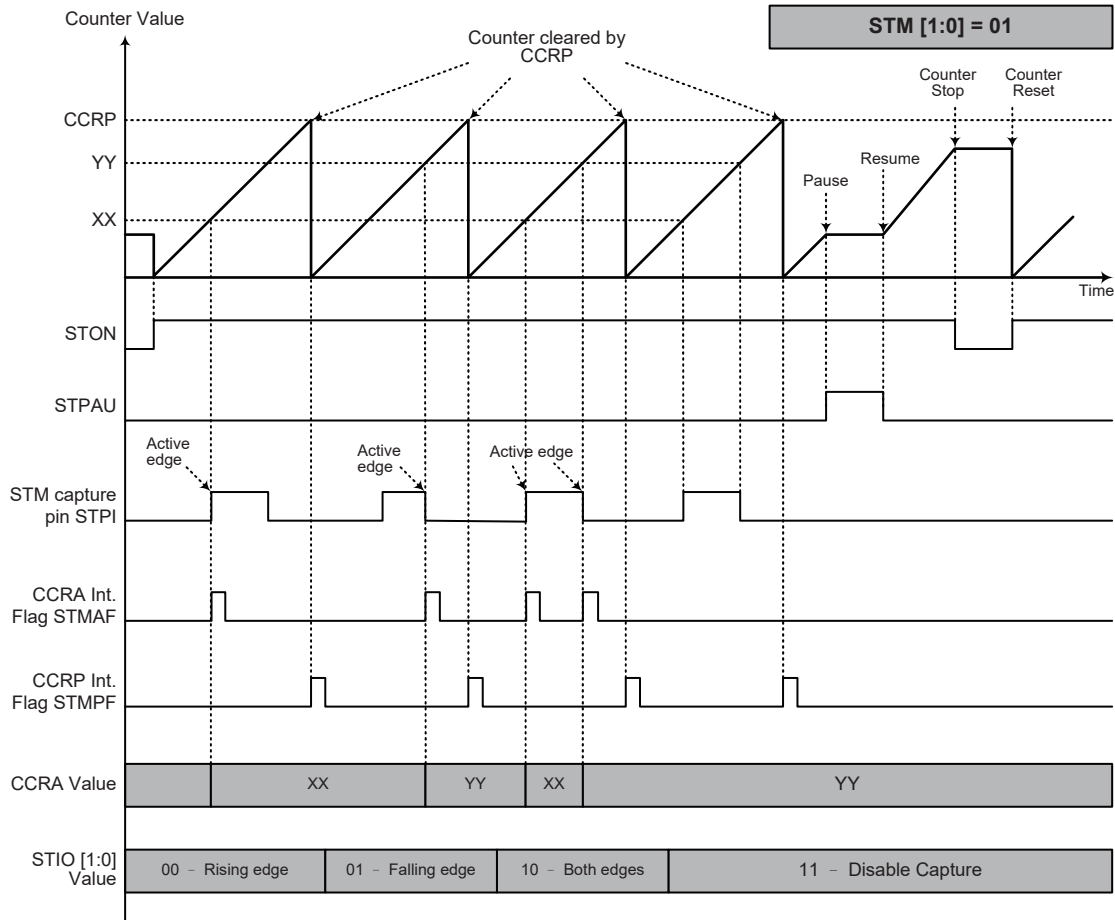 Counter Value
STM [1:0] = 01
Counter cleared by
CCRP
Counter
Stop
Counter
Reset
CCRP
YY
Resume
Pause
XX
Time
STON
STPAU
Active
edge
Active
edge
Active edge
STM capture
pin STPI
CCRA Int.
Flag STMAF
CCRP Int.
Flag STMPF
CCRA Value
XX
YY
XX
YY
STIO [1:0]
Value
00 – Rising edge
01 – Falling edge
10 – Both edges
11 – Disable Capture